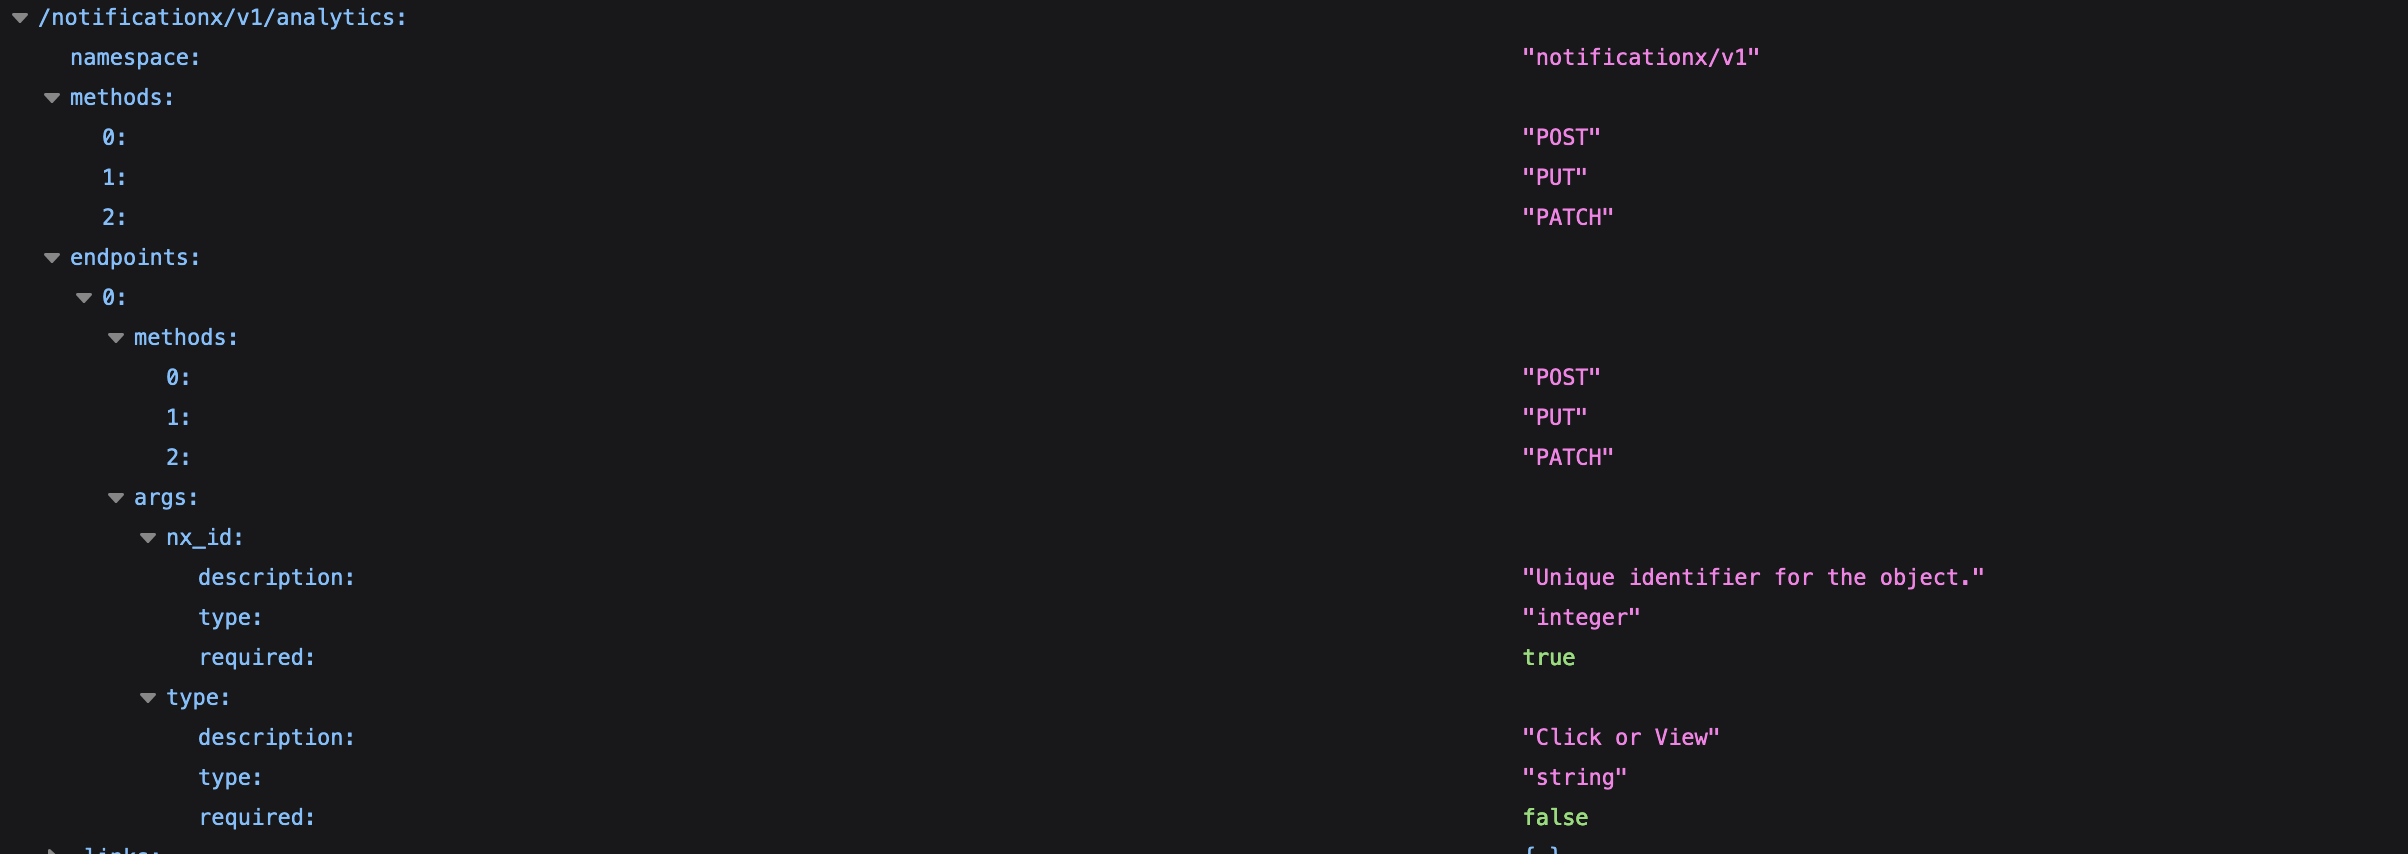 /notificationx/v1/analytics:
namespace: "notificationx/v1"
methods:
0: "POST"
1: "PUT"
2: "PATCH"
endpoints:
0:
methods:
0: "POST"
1: "PUT"
2: "PATCH"
args:
nx_id:
description: "Unique identifier for the object."
type: "integer"
required: true
type:
description: "Click or View"
type: "string"
required: false